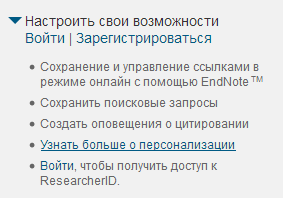 Настроить свои возможности
Войти | Зарегистрироваться
Сохранение и управление ссылками в
режиме онлайн с помощью EndNote™
Сохранить поисковые запросы
Создать оповещения о цитировании
Узнать больше о персонализации
Войти, чтобы получить доступ к
ResearcherID.